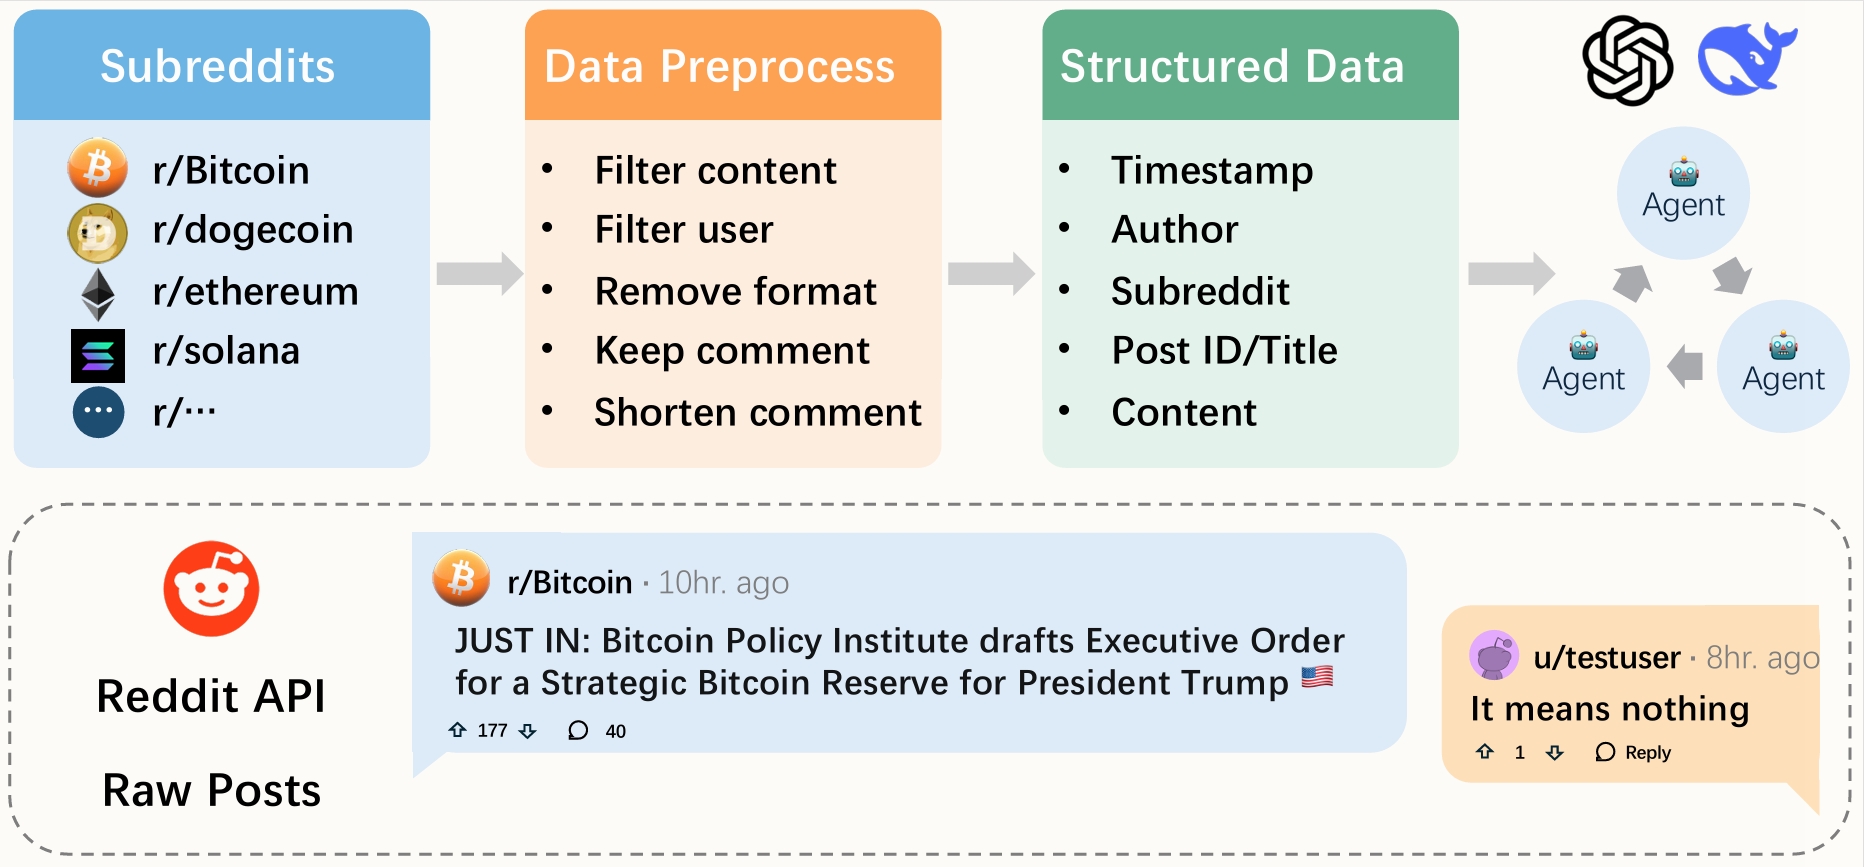 Subreddits
r/Bitcoin
r/dogecoin
r/ethereum
r/solana
r/···
Data Preprocess
• Filter content
• Filter user
• Remove format
• Keep comment
• Shorten comment
Structured Data
• Timestamp
• Author
• Subreddit
• Post ID/Title
• Content
Agent
Agent
Agent
Reddit API
Raw Posts
r/Bitcoin · 10hr. ago
JUST IN: Bitcoin Policy Institute drafts Executive Order
for a Strategic Bitcoin Reserve for President Trump 🇺🇸
177 40
u/testuser · 8hr. ago
It means nothing
1 Reply